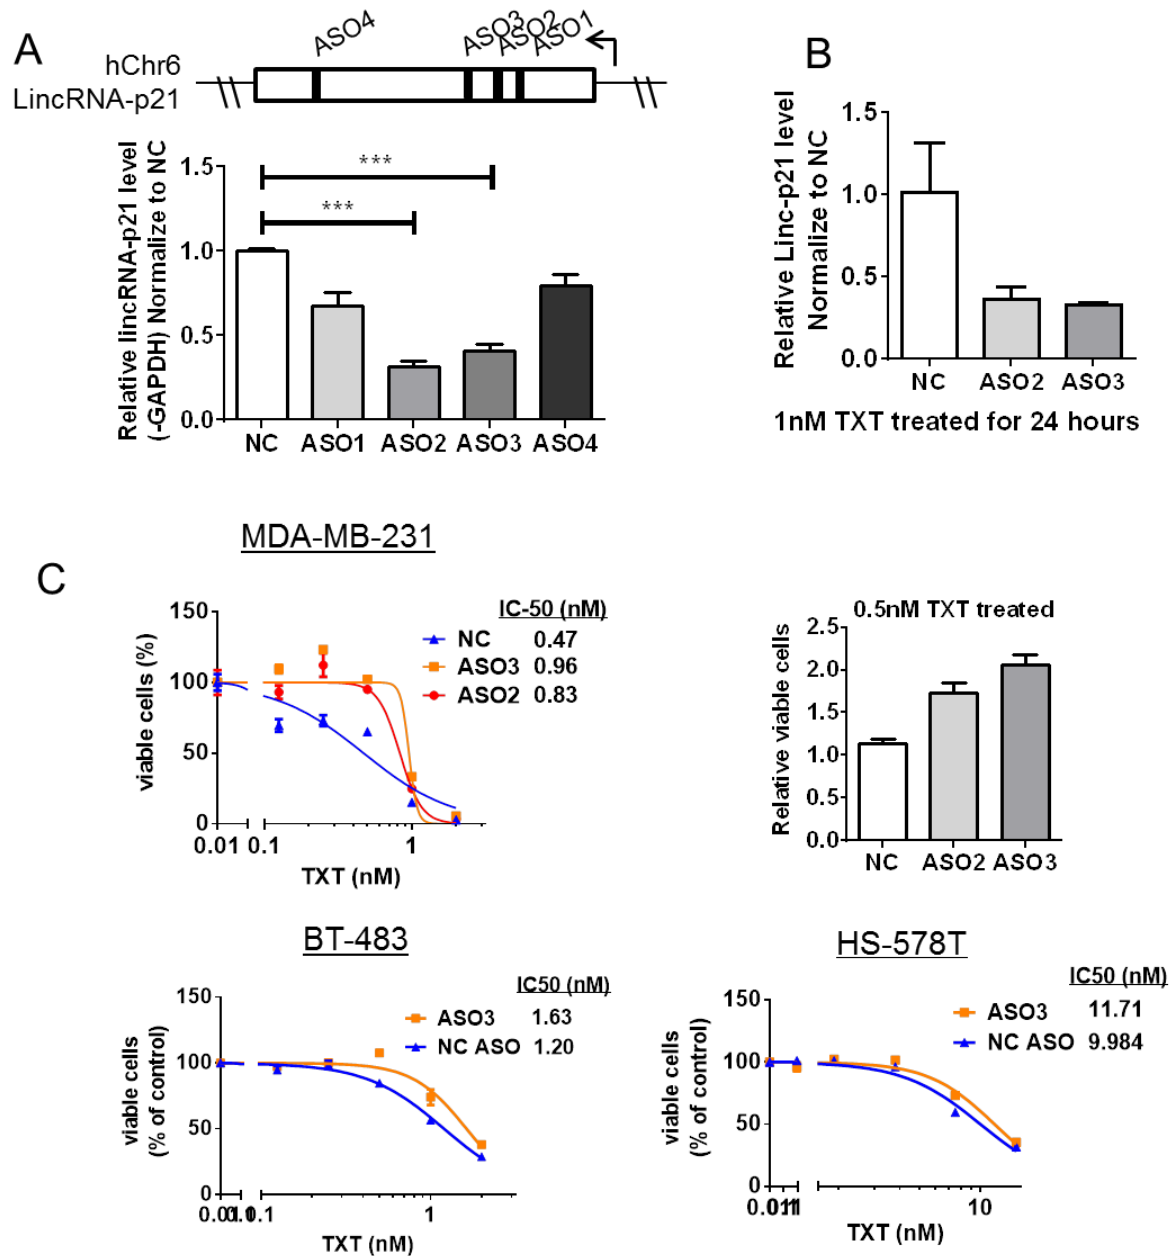 A
ASO4
ASO3
ASO2
ASO1
hChr6
LincRNA-p21
Relative lincRNA-p21 level
(-GAPDH) Normalize to NC
1.5
1.0
0.5
0.0
***
***
NC ASO1 ASO2 ASO3 ASO4
B
Relative Linc-p21 level
Normalize to NC
1.5
1.0
0.5
0.0
NC ASO2 ASO3
1nM TXT treated for 24 hours
C
MDA-MB-231
viable cells (%)
150
100
50
0
0.01 0.1 1
TXT (nM)
IC-50 (nM)
NC 0.47
ASO3 0.96
ASO2 0.83
0.5nM TXT treated
Relative viable cells
2.5
2.0
1.5
1.0
0.5
0.0
NC ASO2 ASO3
BT-483
viable cells
(% of control)
150
100
50
0
0.1 1
TXT (nM)
IC50 (nM)
ASO3 1.63
NC ASO 1.20
HS-578T
viable cells
(% of control)
150
100
50
0
10
TXT (nM)
IC50 (nM)
ASO3 11.71
NC ASO 9.984